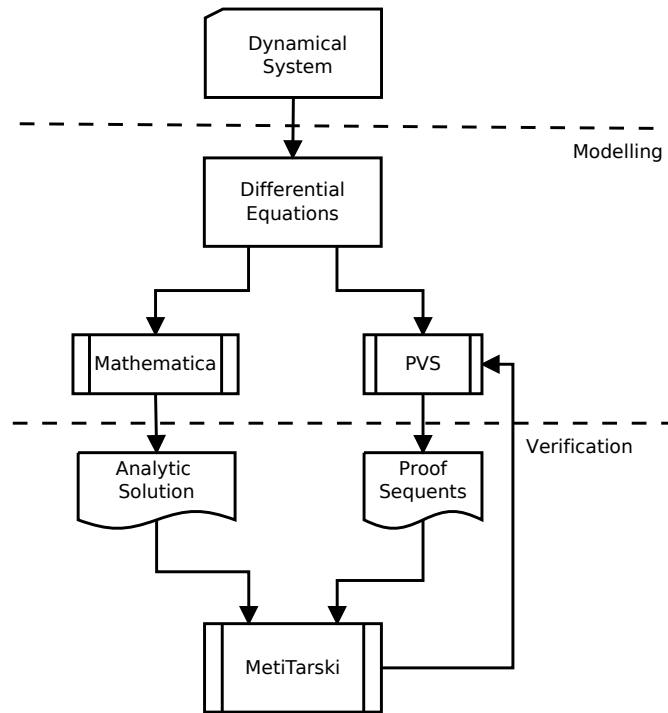 Dynamical
System
Modelling
Differential
Equations
Mathematica
PVS
Verification
Analytic
Solution
Proof
Sequents
MetiTarski